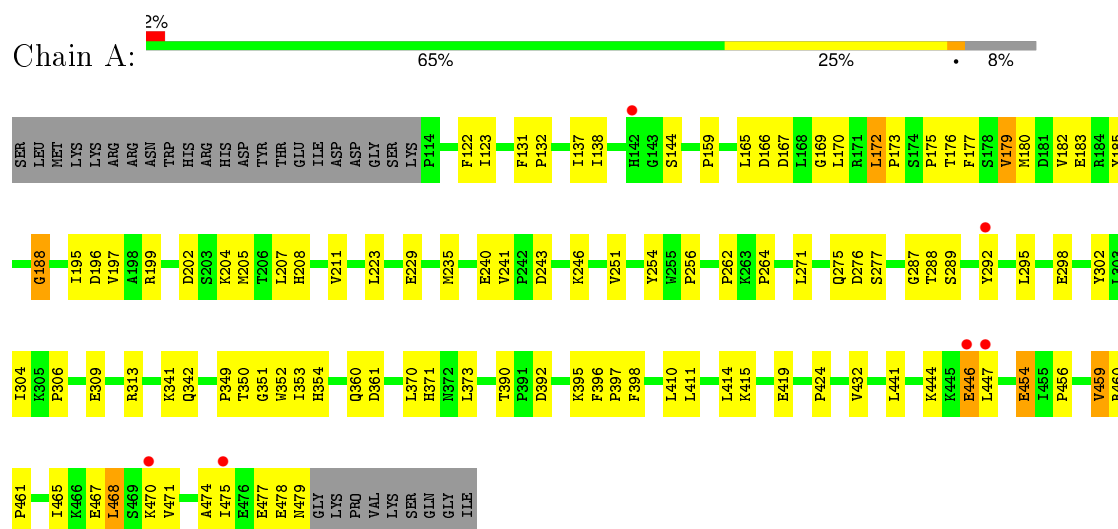 2%
Chain A:
65% 25% • 8%
SER LEU MET LYS LYS ARG ARG ASN TRP HIS ARG HIS ASP TYR THR GLU ILE ASP ASP GLY SER LYS P114 F122 I123 F131 P132 I137 I138 H142 G143 S144 P159 L165 D166 D167 L168 G169 L170 R171 L172 P173 S174 P175 T176 F177 S178 V179 M180 D181 V182 E183 R184 Y185
G188 I195 D196 V197 A198 R199 D202 S203 K204 M205 T206 L207 H208 V211 L223 E229 M235 E240 V241 P242 D243 K246 V251 Y254 W255 P256 P262 K263 P264 L271 Q275 D276 S277 G287 T288 S289 Y292 L295 E298 Y302 L303
I304 K305 P306 E309 R313 K341 Q342 P349 T350 G351 W352 I353 H354 Q360 D361 L370 H371 N372 L373 T390 P391 D392 K395 F396 P397 F398 L410 L411 L414 K415 E419 P424 V432 L441 K444 K445 E446 L447 E454 I455 P456 V459 R460
P461 I465 K466 E467 L468 S469 K470 V471 A474 I475 E476 E477 E478 N479 GLY LYS PRO VAL LYS SER GLN GLY ILE